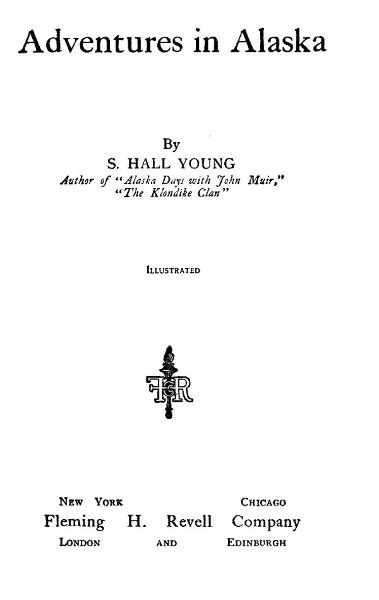 Adventures in Alaska
By
S. HALL YOUNG
Author of "Alaska Days with John Muir,"
"The Klondike Clan"
ILLUSTRATED
FHR
NEW YORK CHICAGO
Fleming H. Revell Company
LONDON AND EDINBURGH